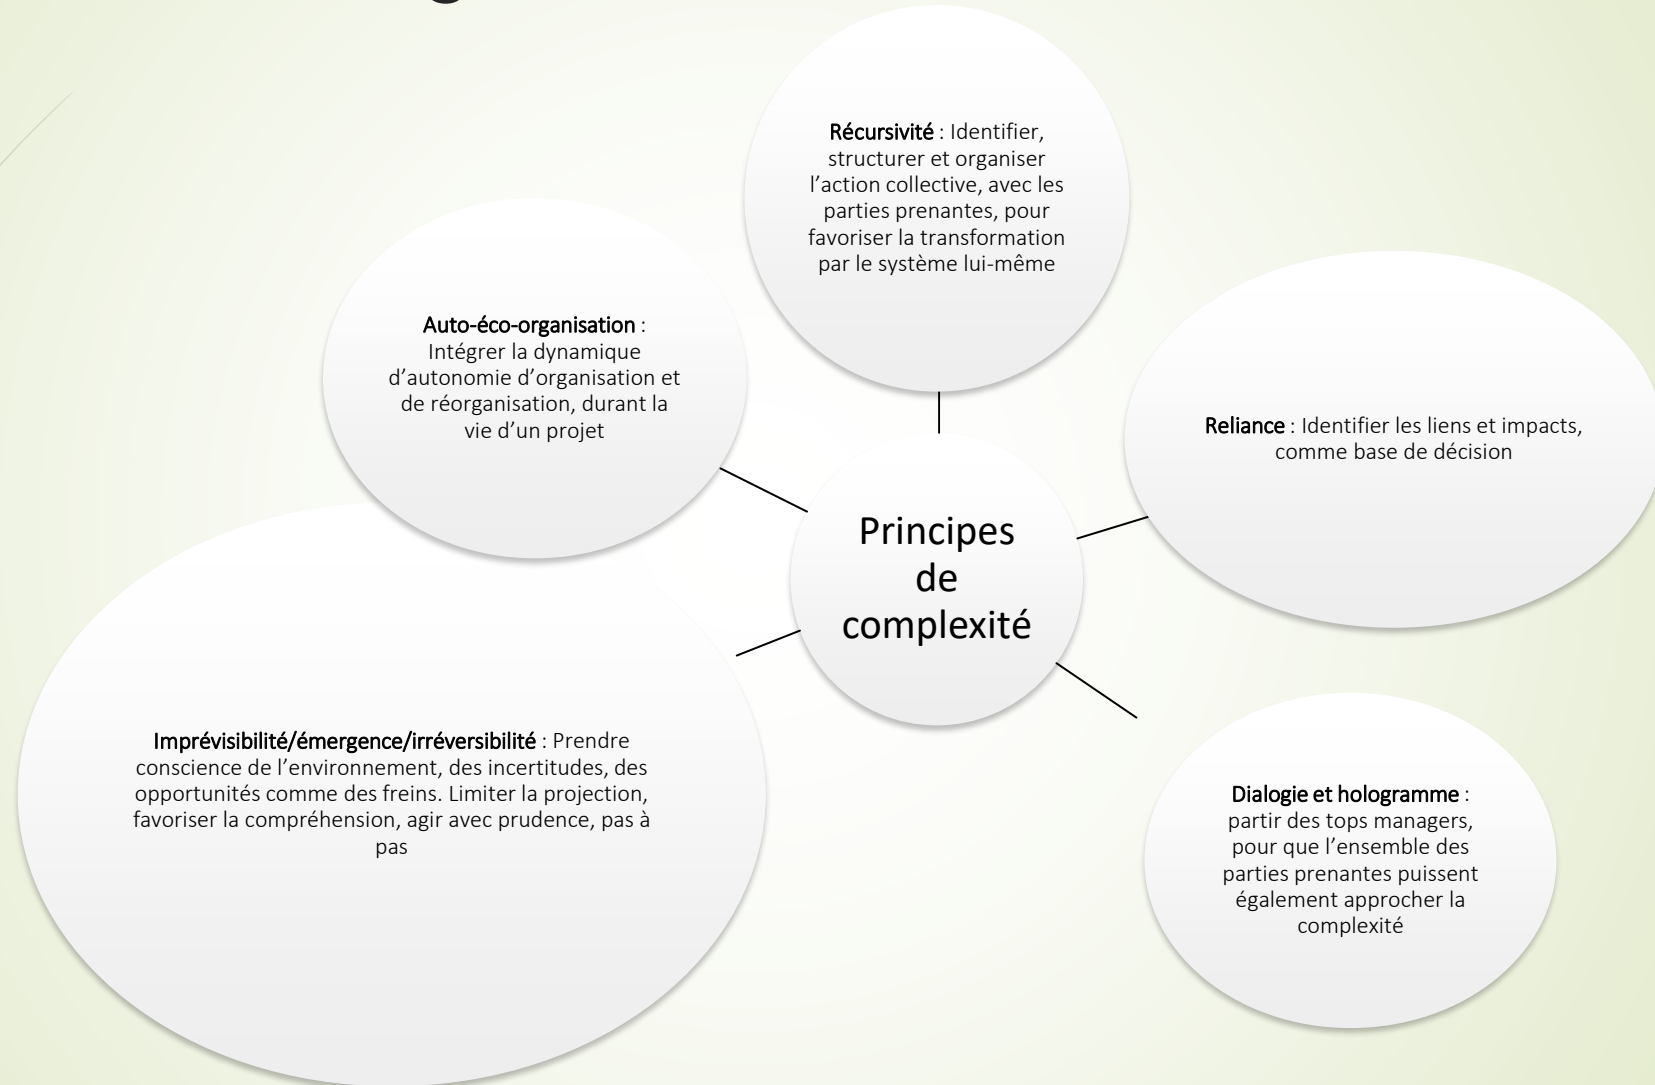 Récursivité : Identifier,
structurer et organiser
l’action collective, avec les
parties prenantes, pour
favoriser la transformation
par le système lui-même
Auto-éco-organisation :
Intégrer la dynamique
d’autonomie d’organisation et
de réorganisation, durant la
vie d’un projet
Reliance : Identifier les liens et impacts,
comme base de décision
Principes
de
complexité
Imprévisibilité/émergence/irréversibilité : Prendre
conscience de l’environnement, des incertitudes, des
opportunités comme des freins. Limiter la projection,
favoriser la compréhension, agir avec prudence, pas à
pas
Dialogie et hologramme :
partir des tops managers,
pour que l’ensemble des
parties prenantes puissent
également approcher la
complexité